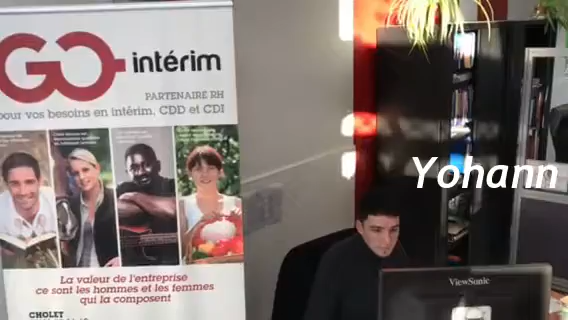 GO intérim
PARTENAIRE RH
pour vos besoins en intérim, CDD et CDI
La valeur de l'entreprise
ce sont les hommes et les femmes
qui la composent
CHOLET
Yohann
ViewSonic